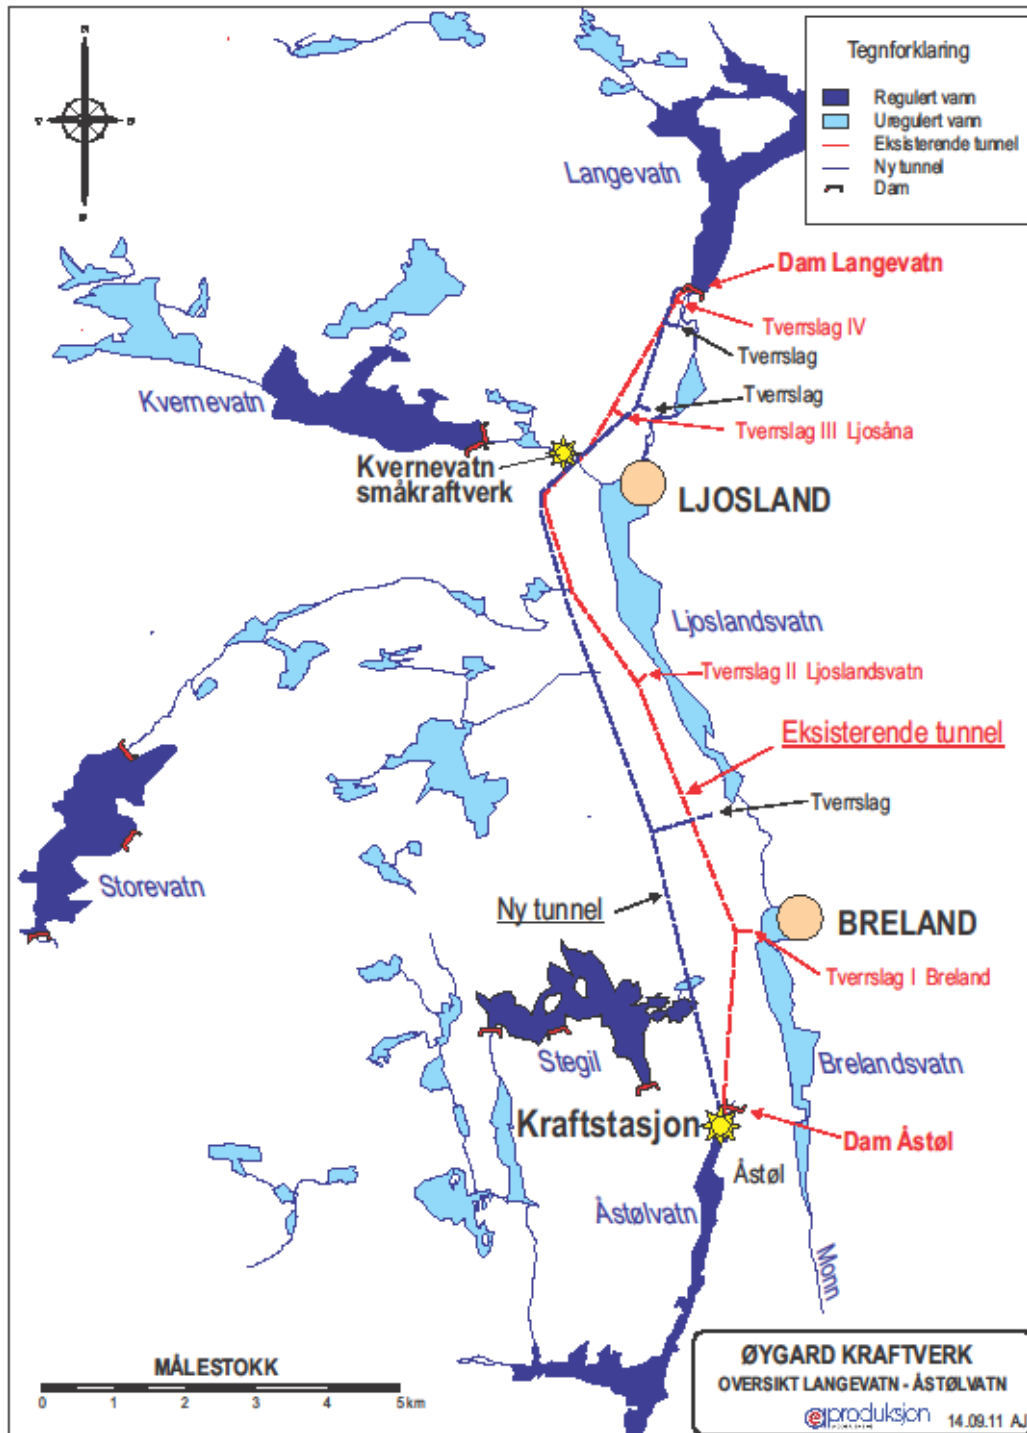 Tegnforklaring
Regulert vann
Uregulert vann
Eksisterende tunnel
Ny tunnel
Dam
Langevatn
Dam Langevatn
Tverrslag IV
Tverrslag
Tverrslag
Tverrslag III Ljosåna
Kvernevatn
Kvernevatn
småkraftverk
LJOSLAND
Ljoslandsvatn
Tverrslag II Ljoslandsvatn
Eksisterende tunnel
Tverrslag
Storevatn
Ny tunnel
BRELAND
Tverrslag I Breland
Stegil
Brelandsvatn
Kraftstasjon
Dam Åstøl
Åstøl
Åstølvatn
Monn
MÅLESTOKK
0 1 2 3 4 5 km
ØYGARD KRAFTVERK
OVERSIKT LANGEVATN - ÅSTØLVATN
produksjon 14.09.11 AJ